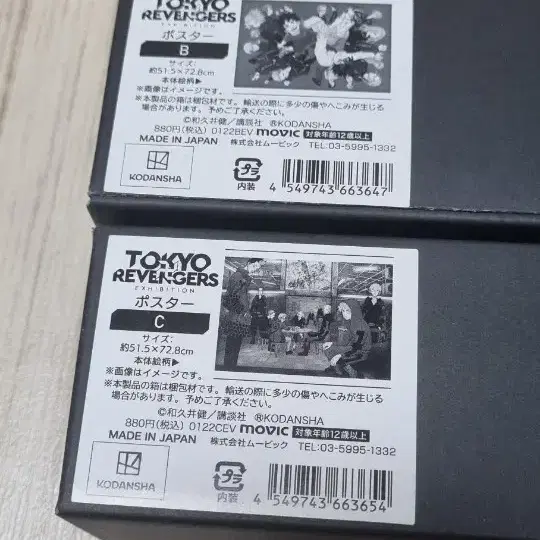 TOKYO
REVENGERS
EXHIBITION
ポスター
B
サイズ:
約51.5×72.8cm
本体絵柄▶
※画像はイメージです。
※本製品の箱は梱包材です。輸送の際に多少の傷やへこみが生じる
場合があります。予めご了承ください。
©和久井健／講談社 ⓇKODANSHA
880円(税込) 0122BEV movic 対象年齢12歳以上
MADE IN JAPAN 株式会社ムービック TEL:03-5995-1332
KODANSHA
プラ
内装
4 549743 663647
TOKYO
REVENGERS
EXHIBITION
ポスター
C
サイズ:
約51.5×72.8cm
本体絵柄▶
※画像はイメージです。
※本製品の箱は梱包材です。輸送の際に多少の傷やへこみが生じる
場合があります。予めご了承ください。
©和久井健／講談社 ⓇKODANSHA
880円(税込) 0122CEV movic 対象年齢12歳以上
MADE IN JAPAN 株式会社ムービック TEL:03-5995-1332
KODANSHA
プラ
内装
4 549743 663654